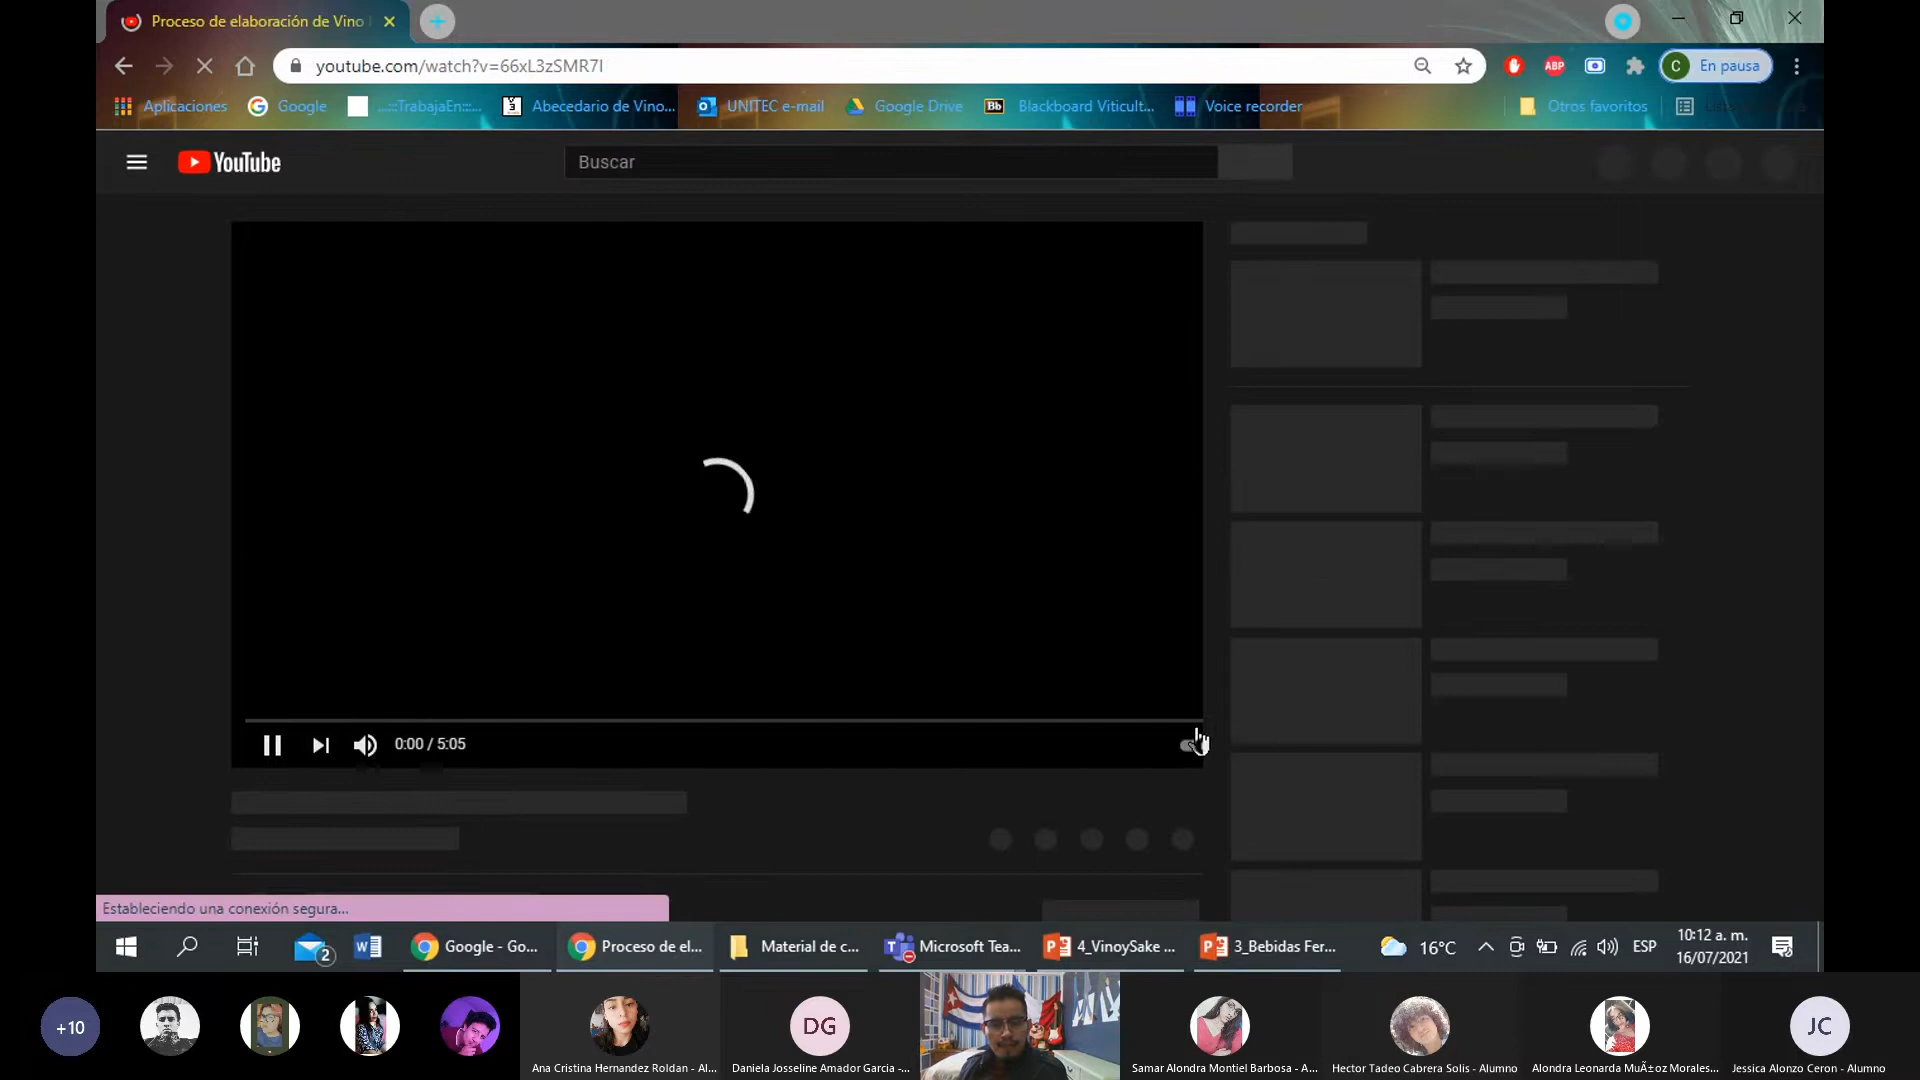 Proceso de elaboración de Vino
youtube.com/watch?v=66xL3zSMR7I
ABP
C
En pausa
Aplicaciones
Google
...:::TrabajaEn:::...
Abecedario de Vino...
UNITEC e-mail
Google Drive
Bb
Blackboard Viticult...
Voice recorder
Otros favoritos
YouTube
Buscar
0:00 / 5:05
Estableciendo una conexión segura...
2
Google - Go...
Proceso de el...
Material de c...
Microsoft Tea...
4_VinoySake ...
3_Bebidas Fer...
16°C
ESP
10:12 a. m.
16/07/2021
+10
DG
JC
Ana Cristina Hernandez Roldan - Al...
Daniela Josseline Amador Garcia -...
Samar Alondra Montiel Barbosa - A...
Hector Tadeo Cabrera Solis - Alumno
Alondra Leonarda MuÃ±oz Morales...
Jessica Alonzo Ceron - Alumno